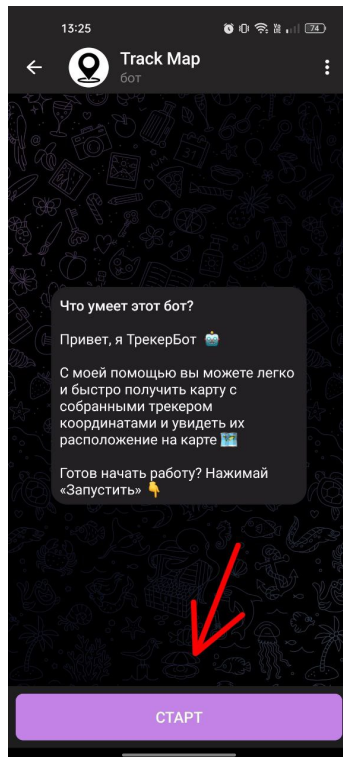 13:25
74
Track Map
бот
Что умеет этот бот?
Привет, я ТрекерБот
С моей помощью вы можете легко
и быстро получить карту с
собранными трекером
координатами и увидеть их
расположение на карте
Готов начать работу? Нажимай
«Запустить»
СТАРТ